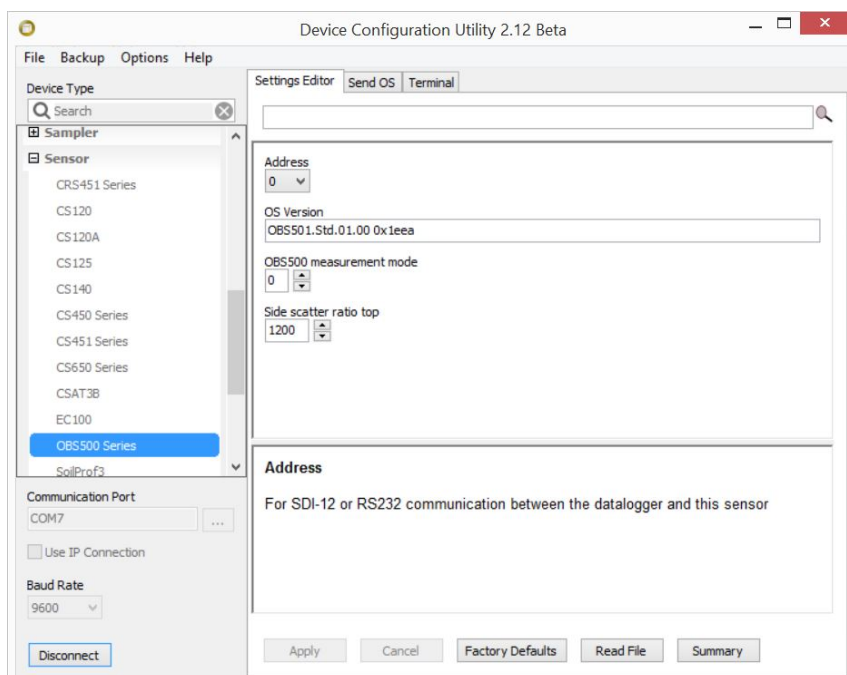 Device Configuration Utility 2.12 Beta
File Backup Options Help
Device Type
Search
Sampler
Sensor
CRS451 Series
CS120
CS120A
CS125
CS140
CS450 Series
CS451 Series
CS650 Series
CSAT3B
EC100
OBS500 Series
SoilProf3
Communication Port
COM7
...
Use IP Connection
Baud Rate
9600
Disconnect
Settings Editor Send OS Terminal
Address
0
OS Version
OBS501.Std.01.00 0x1eea
OBS500 measurement mode
0
Side scatter ratio top
1200
Address
For SDI-12 or RS232 communication between the datalogger and this sensor
Apply Cancel Factory Defaults Read File Summary